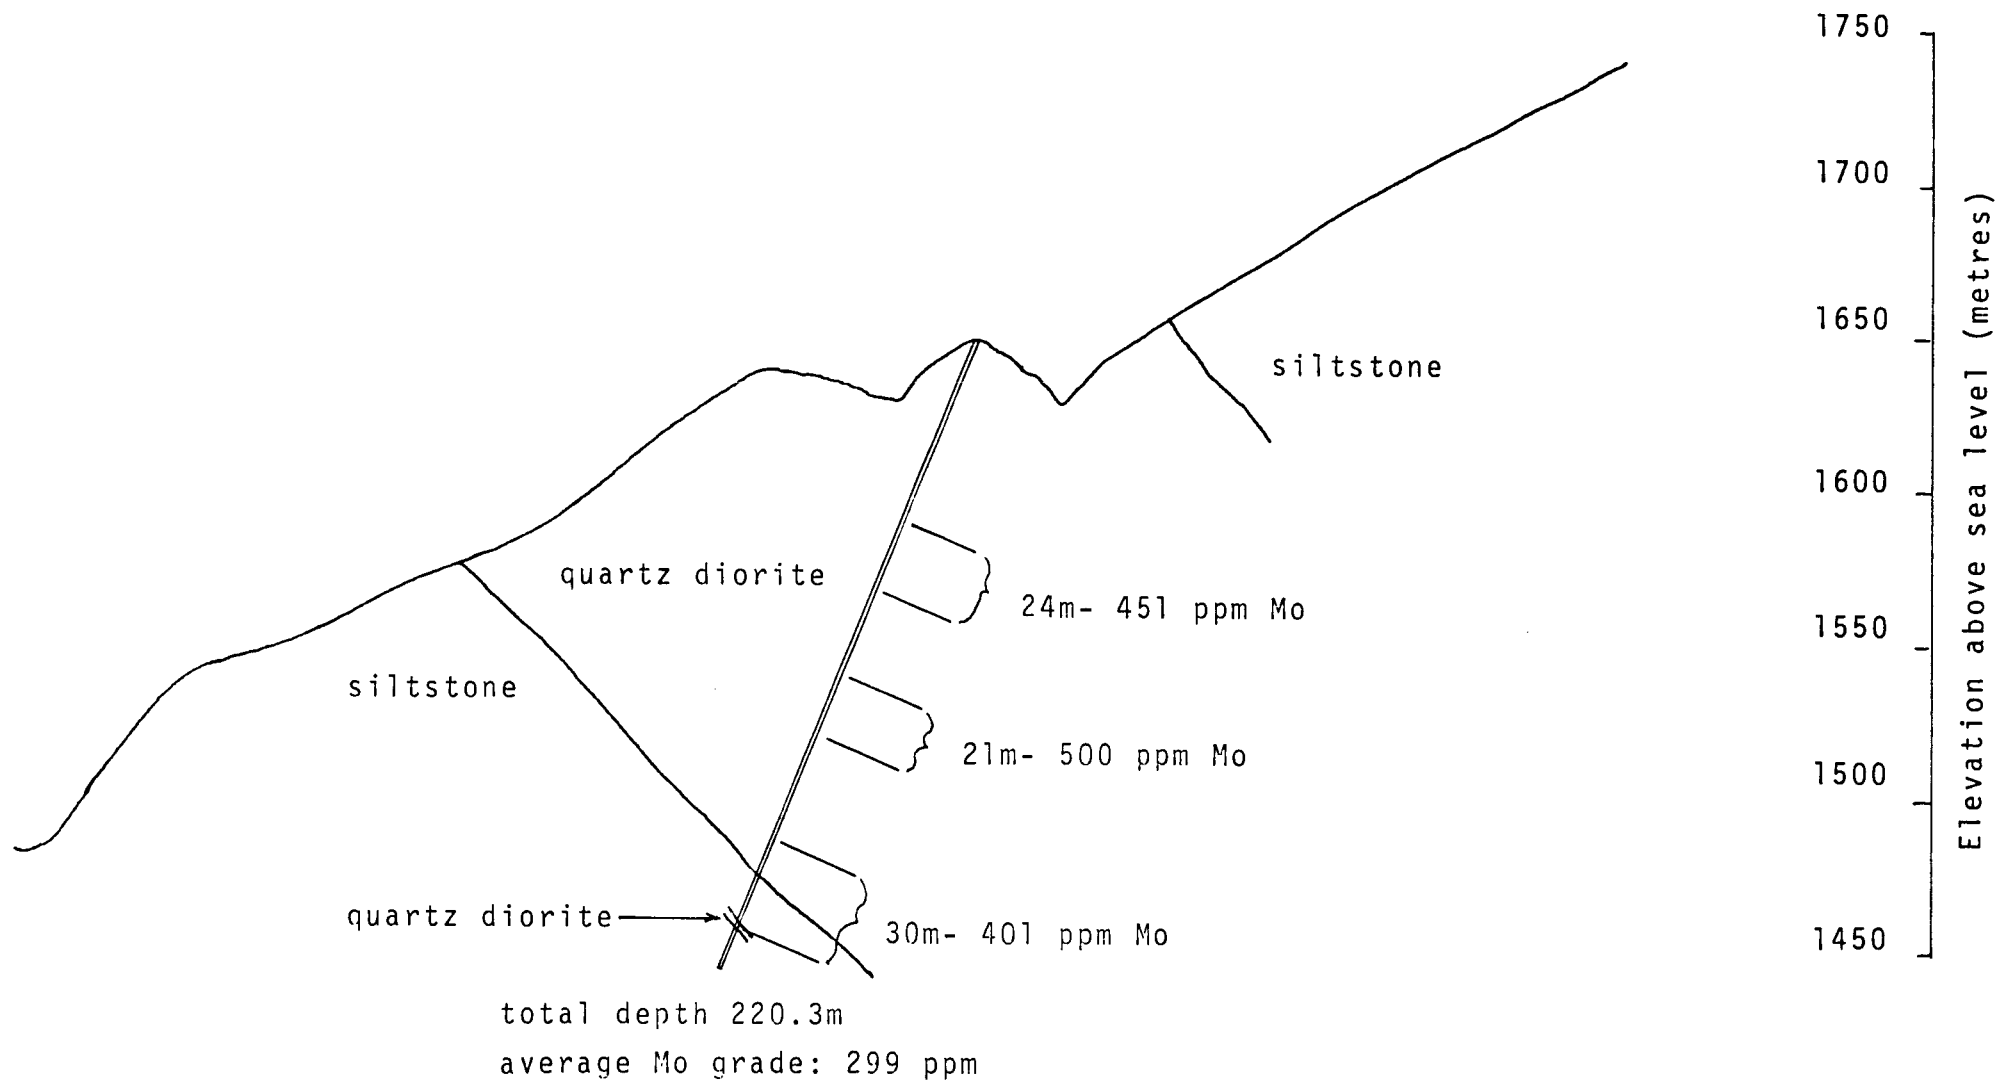 1750
1700
1650
siltstone
1600
quartz diorite
24m- 451 ppm Mo
1550
siltstone
21m- 500 ppm Mo
1500
quartz diorite
30m- 401 ppm Mo
1450
Elevation above sea level (metres)
total depth 220.3m
average Mo grade: 299 ppm